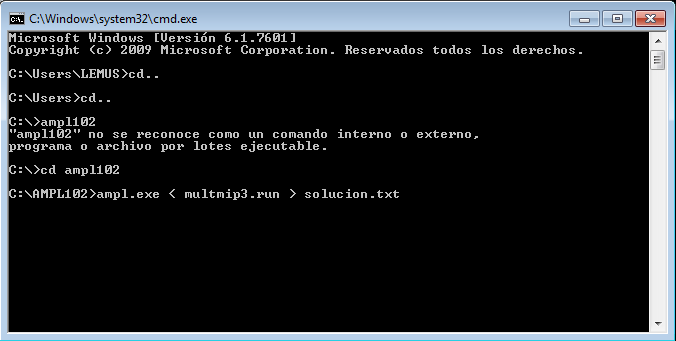 C:\Windows\system32\cmd.exe
Microsoft Windows [Versión 6.1.7601]
Copyright (c) 2009 Microsoft Corporation. Reservados todos los derechos.
C:\Users\LEMUS>cd..
C:\Users>cd..
C:\>ampl102
"ampl102" no se reconoce como un comando interno o externo,
programa o archivo por lotes ejecutable.
C:\>cd ampl102
C:\AMPL102>ampl.exe < multmip3.run > solucion.txt